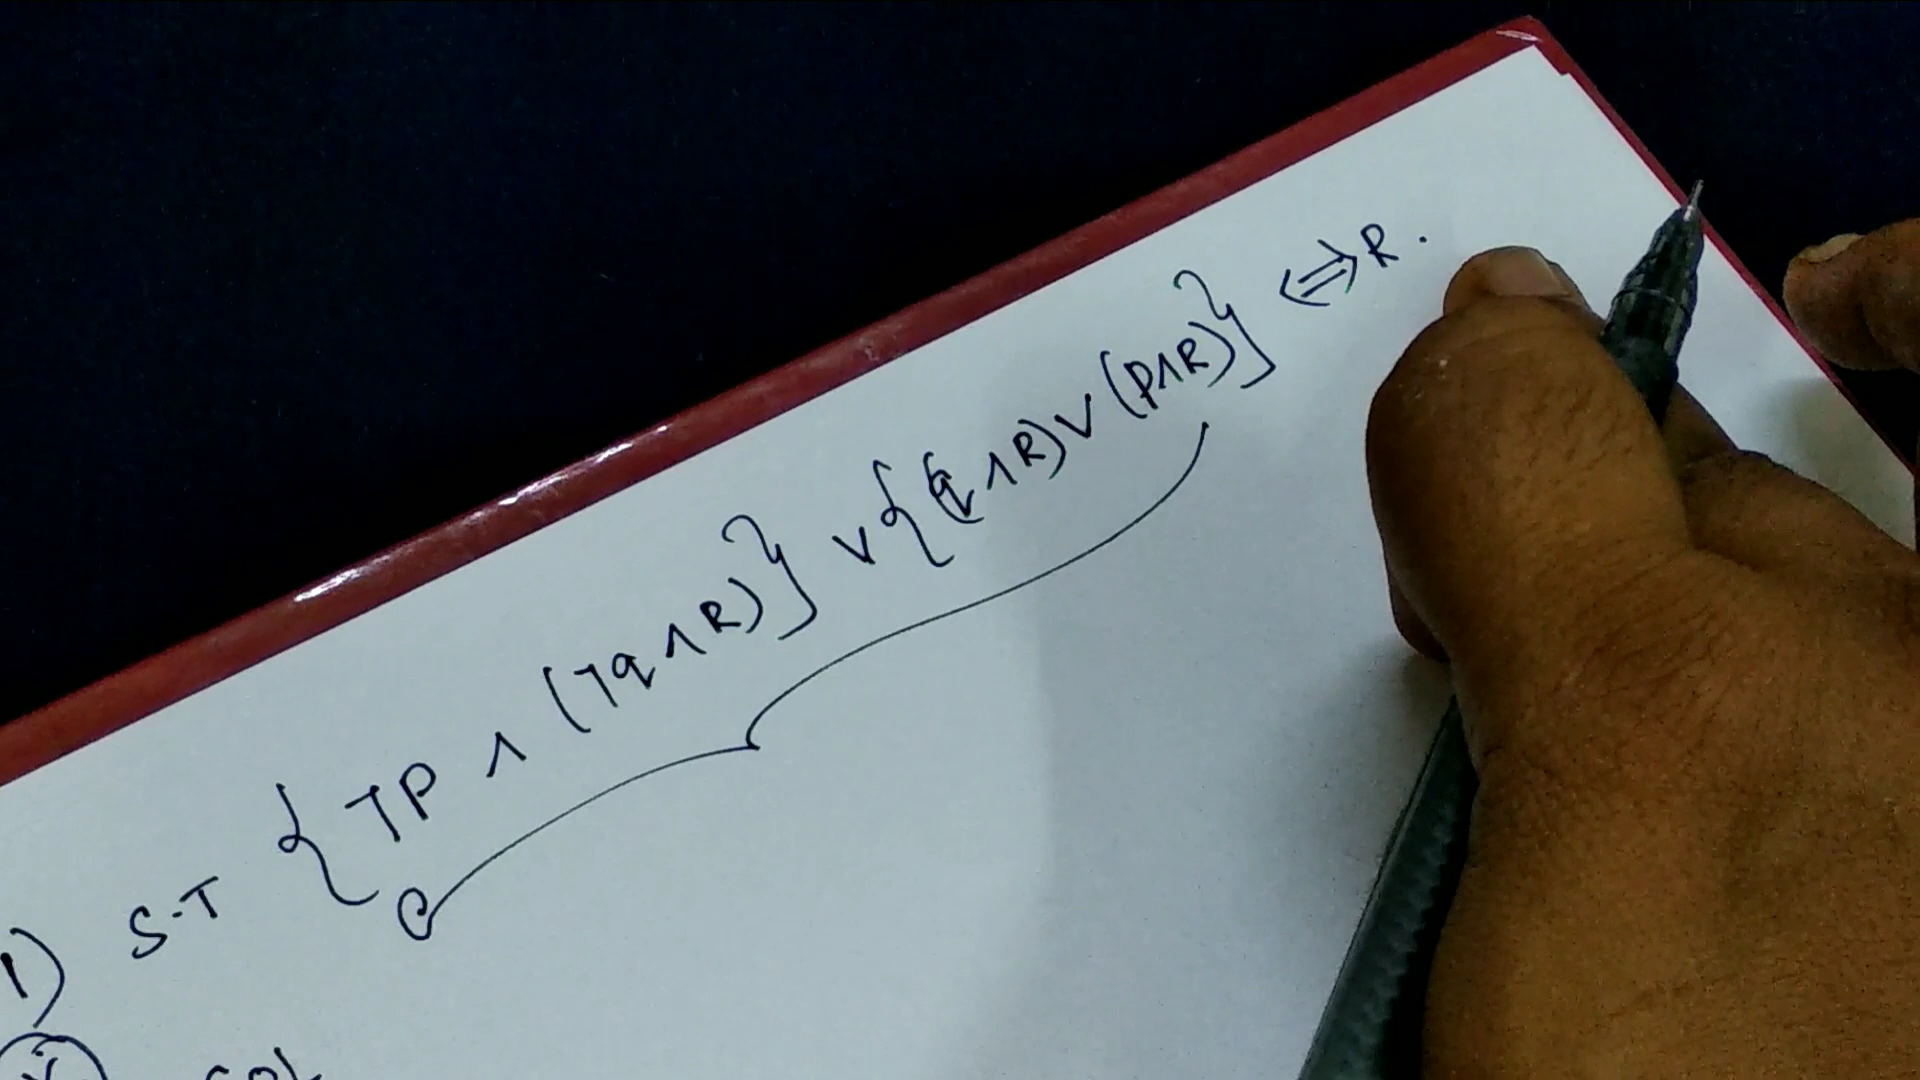 1) S-T {⌉P ∧ (⌉q ∧ R)} ∨ {(q ∧ R) ∨ (P ∧ R)} ⇔ R.